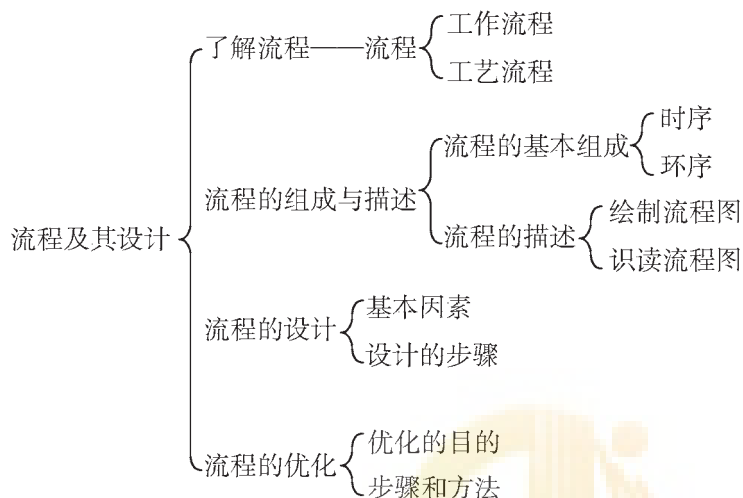 流程及其设计
了解流程——流程
工作流程
工艺流程
流程的组成与描述
流程的基本组成
时序
环序
流程的描述
绘制流程图
识读流程图
流程的设计
基本因素
设计的步骤
流程的优化
优化的目的
步骤和方法